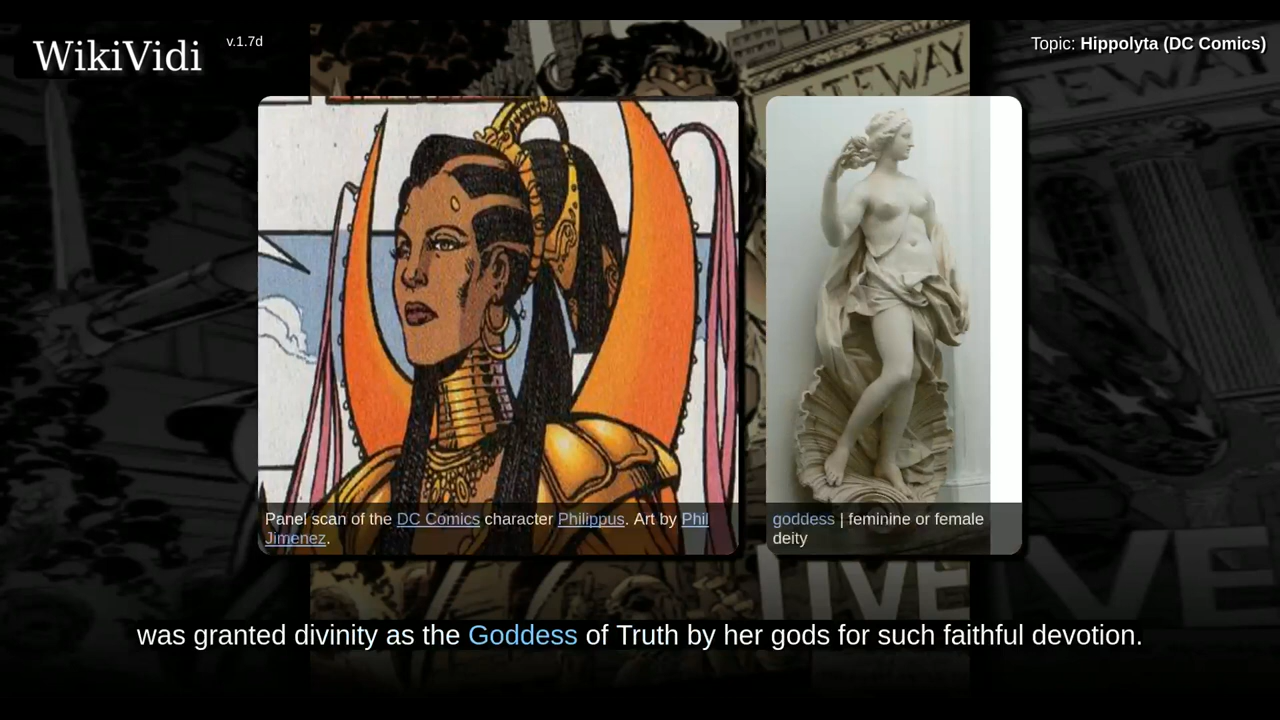 WikiVidi
v.1.7d
Topic: Hippolyta (DC Comics)
GATEWAY
ATEWAY
Panel scan of the DC Comics character Philippus. Art by Phil
Jimenez.
goddess | feminine or female
deity
was granted divinity as the Goddess of Truth by her gods for such faithful devotion.